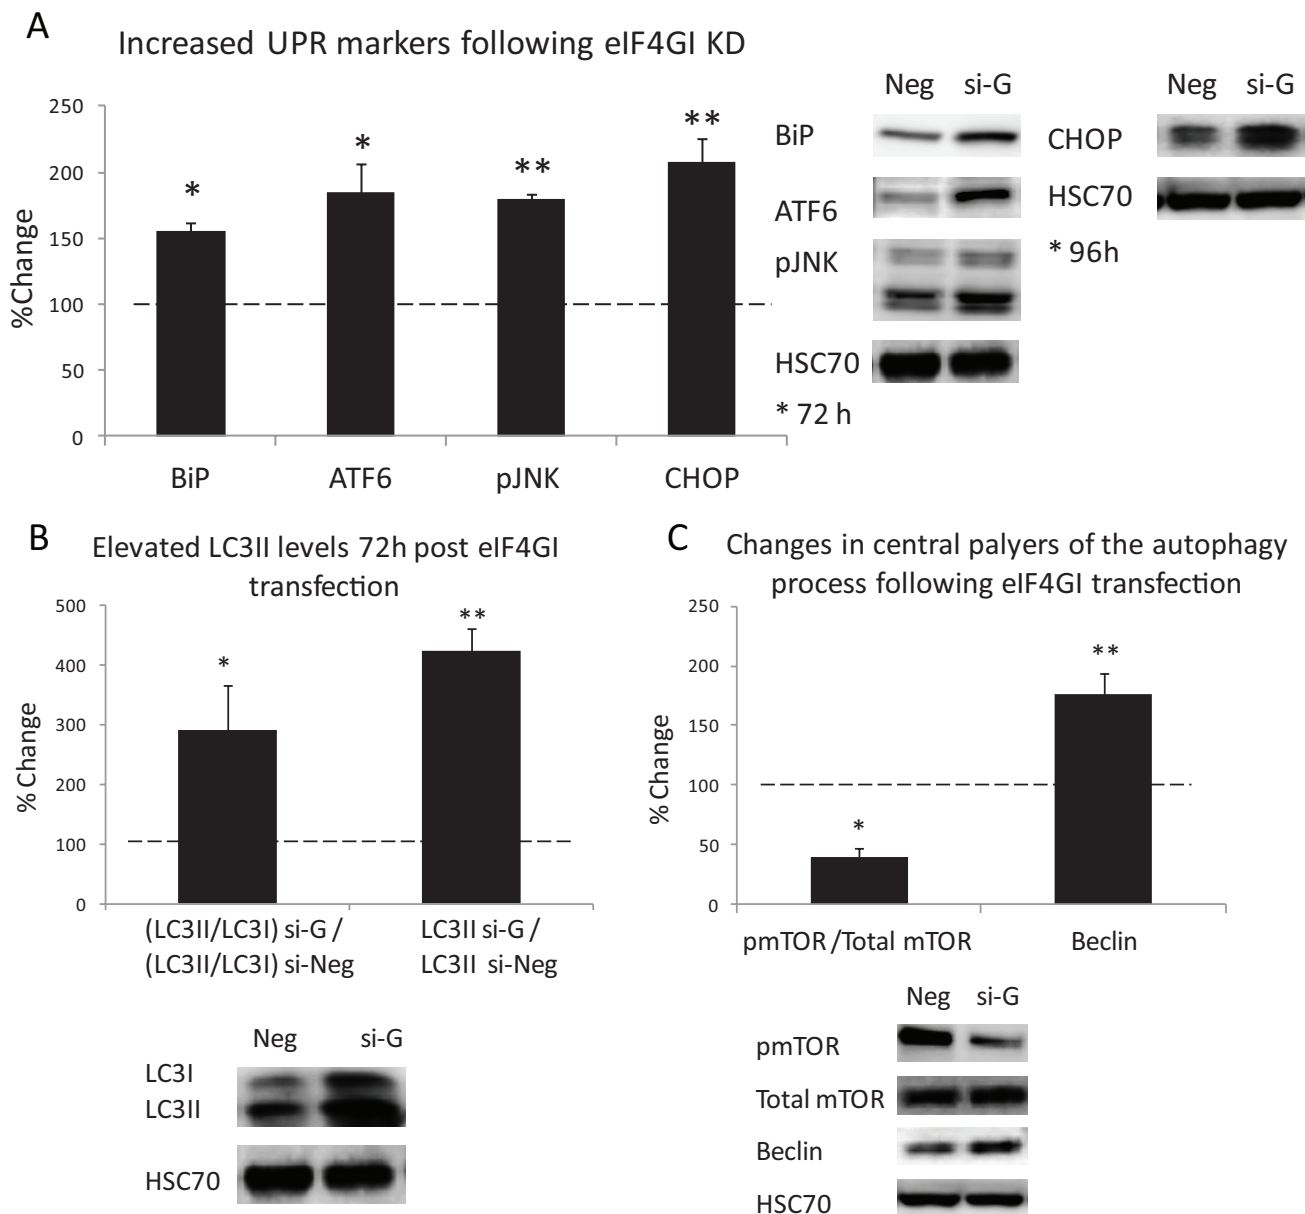 A
Increased UPR markers following eIF4GI KD
250
200
150
100
50
0
%Change
*
*
**
**
BiP
ATF6
pJNK
CHOP
Neg si-G
BiP
ATF6
pJNK
HSC70
* 72 h
Neg si-G
CHOP
HSC70
* 96h
B
Elevated LC3II levels 72h post eIF4GI
transfection
500
400
300
200
100
0
% Change
*
**
(LC3II/LC3I) si-G /
(LC3II/LC3I) si-Neg
LC3II si-G /
LC3II si-Neg
Neg si-G
LC3I
LC3II
HSC70
C
Changes in central palyers of the autophagy
process following eIF4GI transfection
250
200
150
100
50
0
% Change
*
**
pmTOR/Total mTOR
Beclin
Neg si-G
pmTOR
Total mTOR
Beclin
HSC70